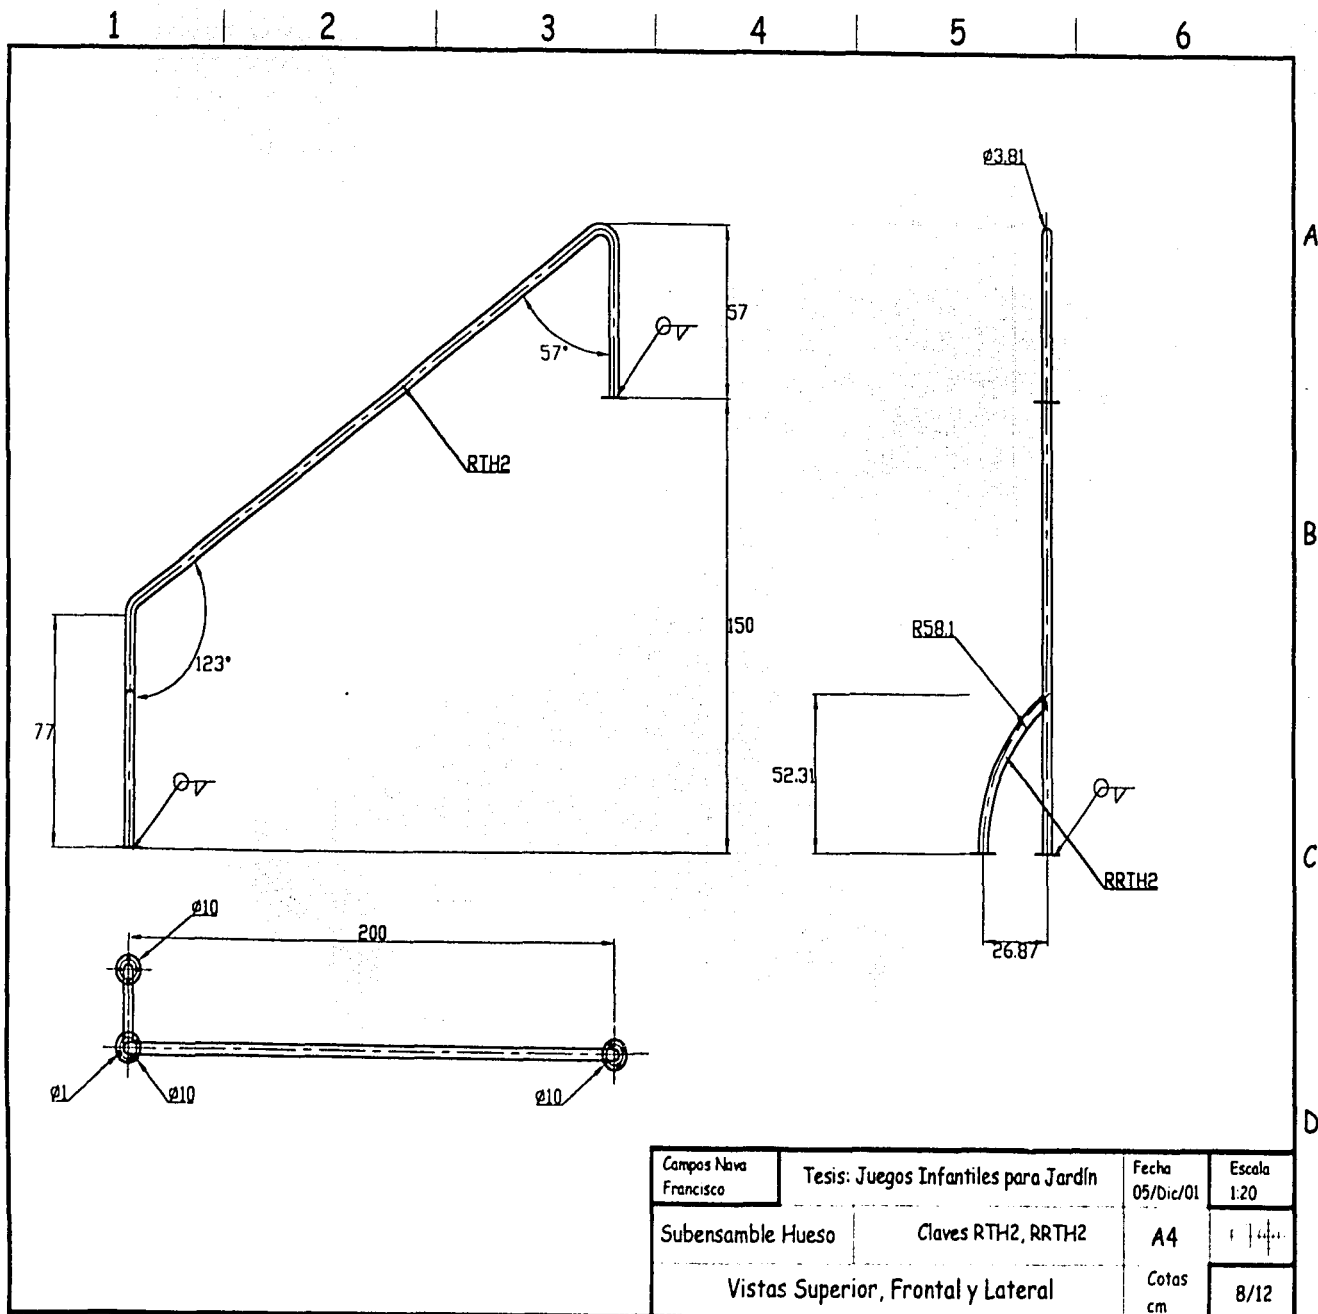 1 2 3 4 5 6
ø3.81
A
57
57°
RTH2
B
150
R58.1
123°
77
52.31
C
RRTH2
ø10
200
26.87
ø1
ø10
ø10
D
Campos Nava
Francisco
Tesis: Juegos Infantiles para Jardín
Fecha
05/Dic/01
Escala
1:20
Subensamble Hueso
Claves RTH2, RRTH2
A4
Vistas Superior, Frontal y Lateral
Cotas
cm
8/12